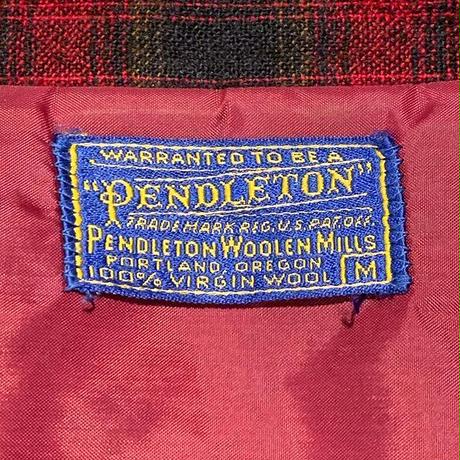 WARRANTED TO BE A
"PENDLETON"
TRADE MARK REG. U.S. PAT. OFF.
PENDLETON WOOLEN MILLS
PORTLAND, OREGON
100% VIRGIN WOOL M